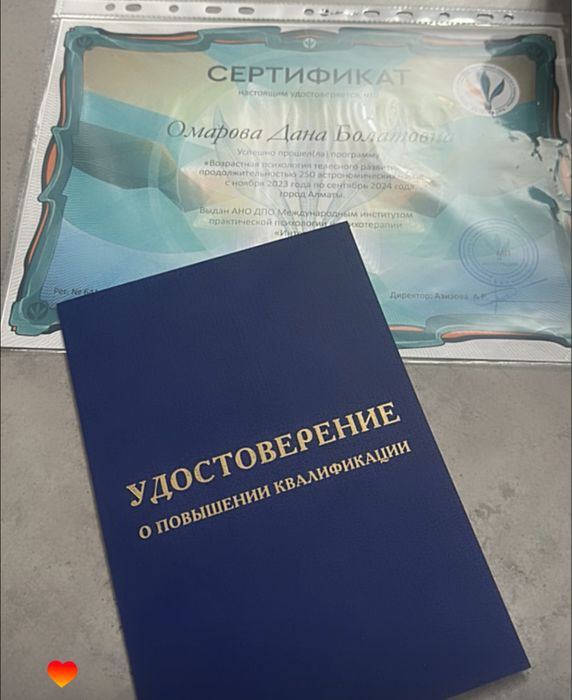 СЕРТИФИКАТ
настоящим удостоверяется, что
Омарова Дана Болатовна
Успешно прошел(ла) программу
«Возрастная психология телесного
продолжительностью 250 астрономических
с ноября 2023 года по сентябрь 2024 года,
город Алматы.
Выдан АНО ДПО Международным институтом
практической психологии
Рег. №
Директор: Азизова
УДОСТОВЕРЕНИЕ
О ПОВЫШЕНИИ КВАЛИФИКАЦИИ